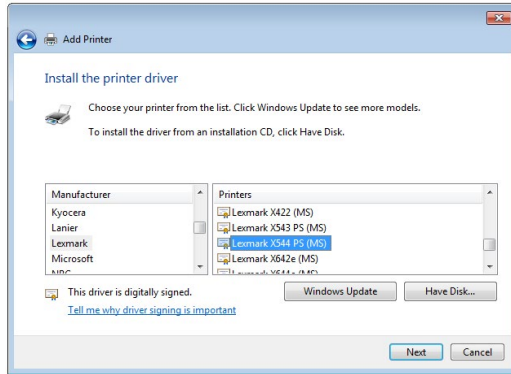 Add Printer
Install the printer driver
Choose your printer from the list. Click Windows Update to see more models.
To install the driver from an installation CD, click Have Disk.
Manufacturer
Kyocera
Lanier
Lexmark
Microsoft
Printers
Lexmark X422 (MS)
Lexmark X543 PS (MS)
Lexmark X544 PS (MS)
Lexmark X642e (MS)
This driver is digitally signed.
Tell me why driver signing is important
Windows Update
Have Disk...
Next
Cancel